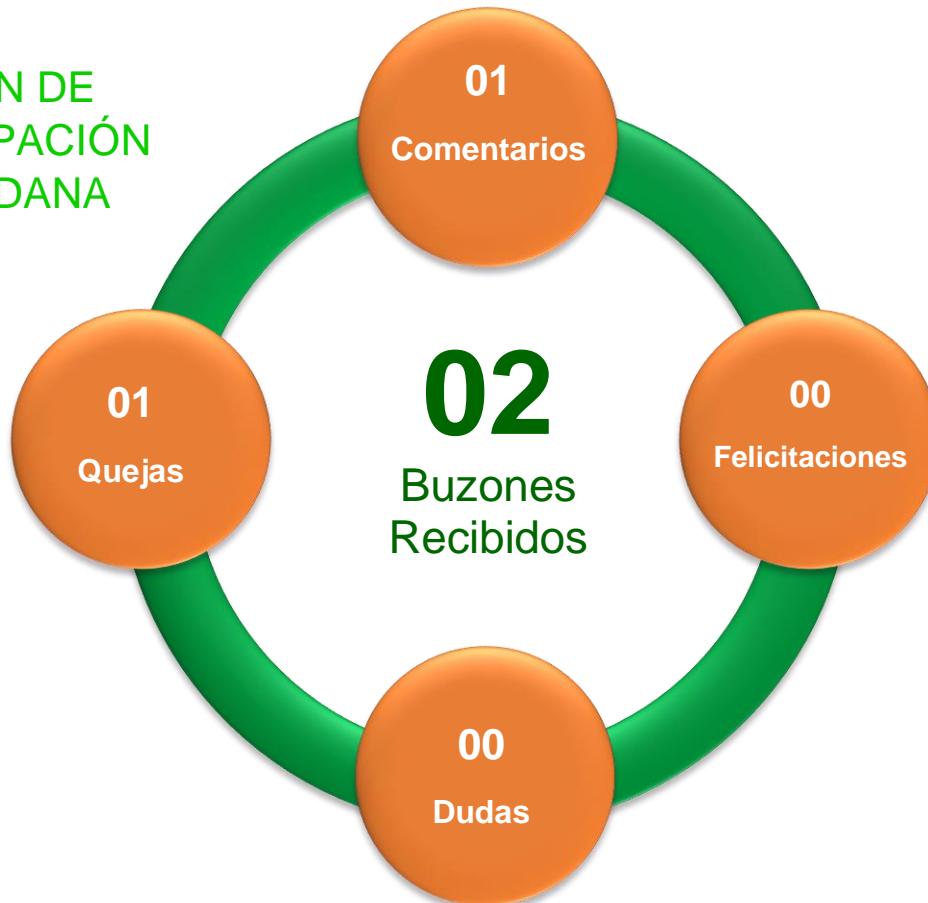 N DE
PACIÓN
DANA
01
Comentarios
01
Quejas
02
Buzones
Recibidos
00
Felicitaciones
00
Dudas